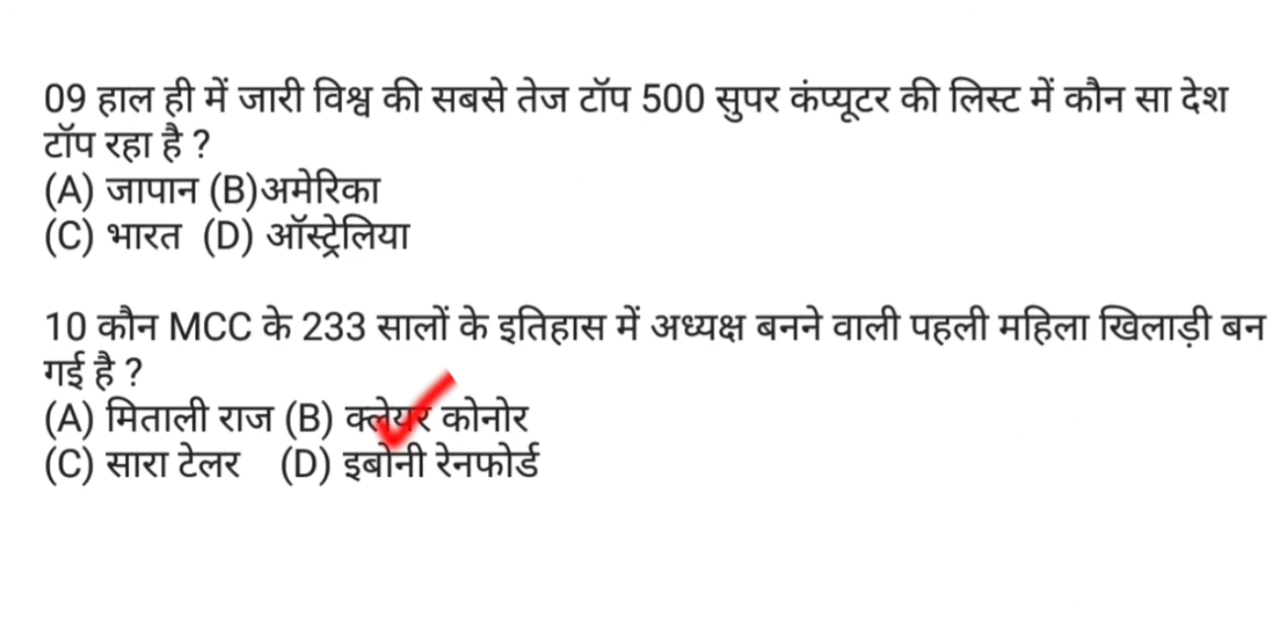 09 हाल ही में जारी विश्व की सबसे तेज टॉप 500 सुपर कंप्यूटर की लिस्ट में कौन सा देश
टॉप रहा है ?
(A) जापान (B)अमेरिका
(C) भारत (D) ऑस्ट्रेलिया
10 कौन MCC के 233 सालों के इतिहास में अध्यक्ष बनने वाली पहली महिला खिलाड़ी बन
गई है ?
(A) मिताली राज (B) क्लेयर कोनोर
(C) सारा टेलर (D) इबोनी रेनफोर्ड